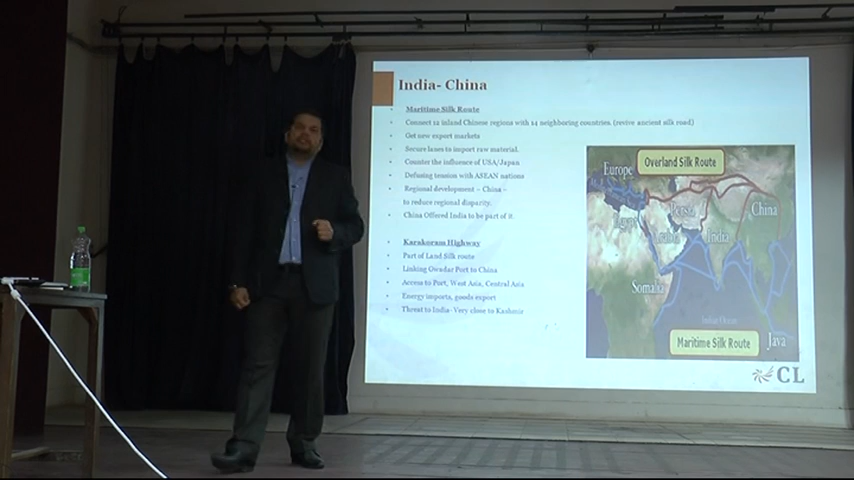 India- China
Maritime Silk Route
Connect 12 inland Chinese regions with 14 neighboring countries. (revive ancient silk road)
Get new export markets
Secure lanes to import raw material.
Counter the influence of USA/Japan
Defusing tension with ASEAN nations
Regional development – China –
to reduce regional disparity.
China Offered India to be part of it.
Karakoram Highway
Part of Land Silk route
Linking Gwadar Port to China
Access to Port, West Asia, Central Asia
Energy imports, goods export
Threat to India- Very close to Kashmir
Overland Silk Route
Europe
Egypt
Arabia
Persia
India
China
Somalia
Indian Ocean
Java
Maritime Silk Route
CL